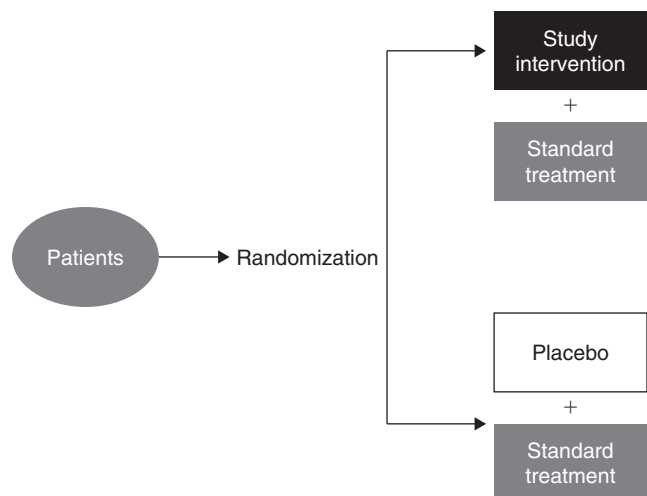 Study
intervention
+
Standard
treatment
Patients
Randomization
Placebo
+
Standard
treatment